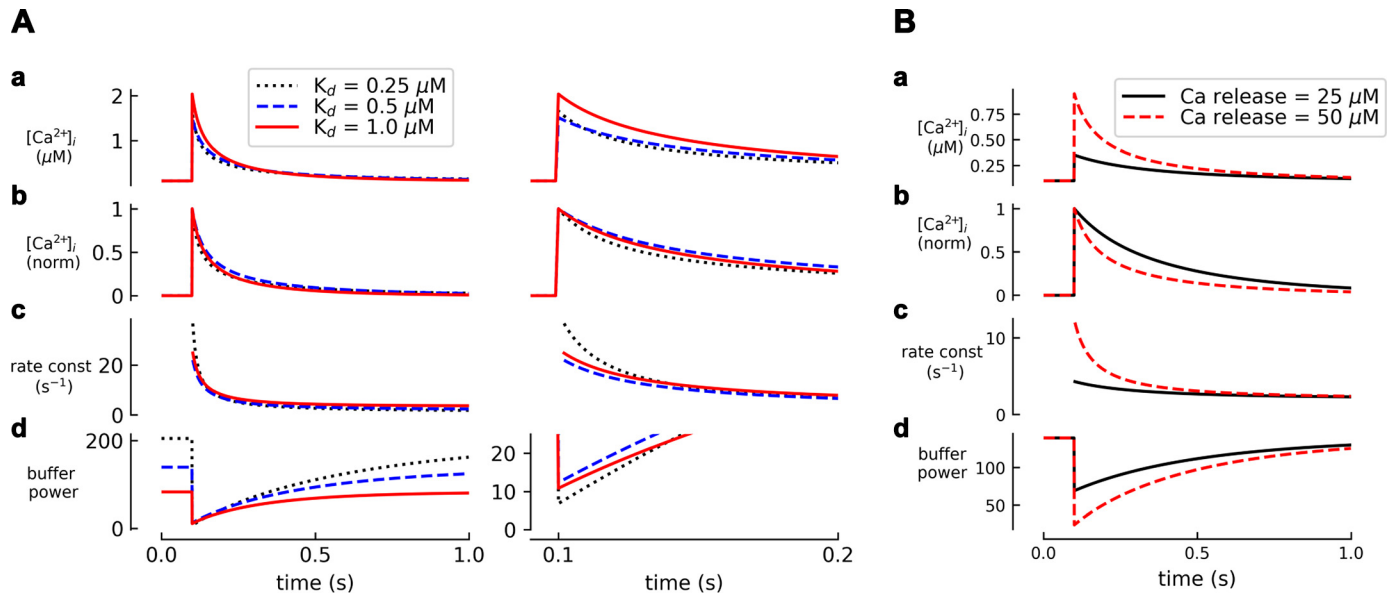 A
B
a
K_d = 0.25 μM
K_d = 0.5 μM
K_d = 1.0 μM
[Ca²⁺]ᵢ
(μM)
2
1
b
[Ca²⁺]ᵢ
(norm)
1
0.5
0
c
rate const
(s⁻¹)
20
0
d
buffer
power
200
100
0
0.0
0.5
1.0
time (s)
20
10
0
0.1
0.2
time (s)
a
Ca release = 25 μM
Ca release = 50 μM
[Ca²⁺]ᵢ
(μM)
0.75
0.50
0.25
b
[Ca²⁺]ᵢ
(norm)
1
0.5
0
c
rate const
(s⁻¹)
10
0
d
buffer
power
100
50
0.0
0.5
1.0
time (s)